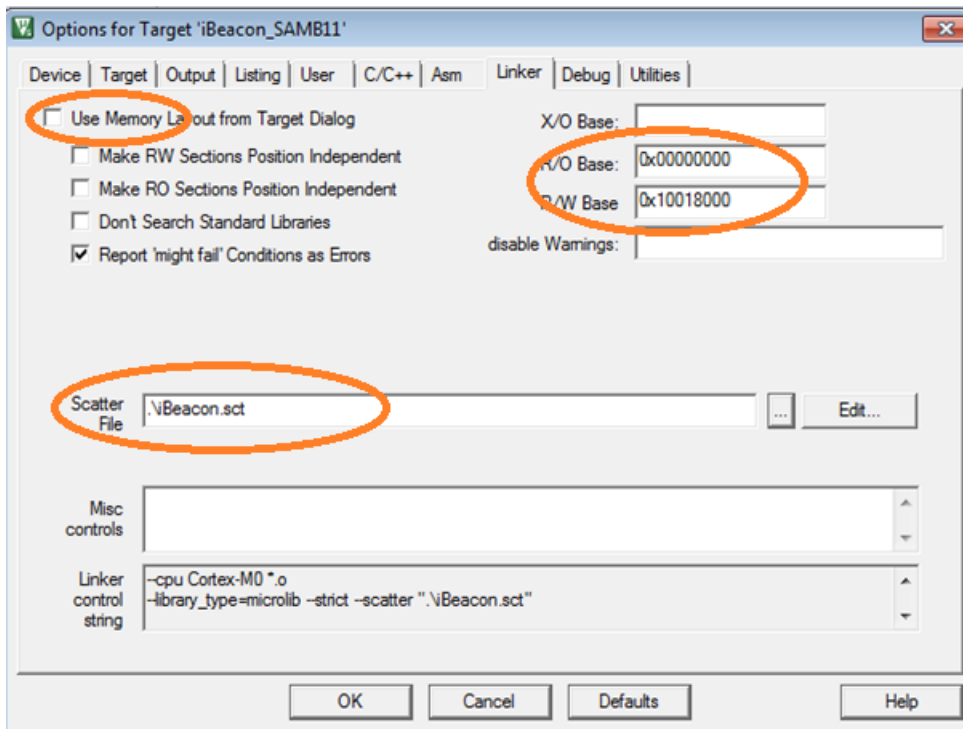 Options for Target 'iBeacon_SAMB11'
Device | Target | Output | Listing | User | C/C++ | Asm Linker Debug | Utilities |
Use Memory Layout from Target Dialog
X/O Base:
Make RW Sections Position Independent
R/O Base: 0x00000000
Make RO Sections Position Independent
R/W Base 0x10018000
Don't Search Standard Libraries
disable Warnings:
Report 'might fail' Conditions as Errors
Scatter
File
.\iBeacon.sct
...
Edit...
Misc
controls
Linker
control
string
--cpu Cortex-M0 *.o
--library_type=microlib --strict --scatter ".\iBeacon.sct"
OK
Cancel
Defaults
Help